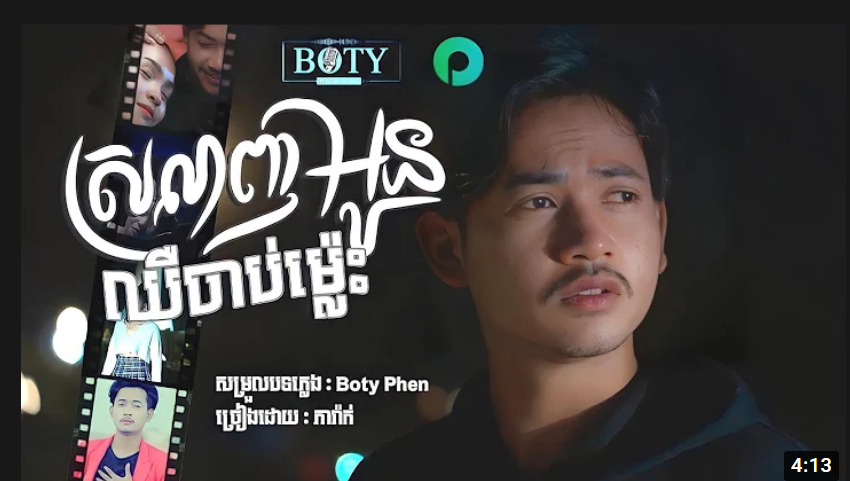 BOTY
ស្រលាញ់អូន
ឈឺចាប់ម្ល៉េះ
សម្រួលបទភ្លេង : Boty Phen
ច្រៀងដោយ : ភារ៉ាក់
4:13